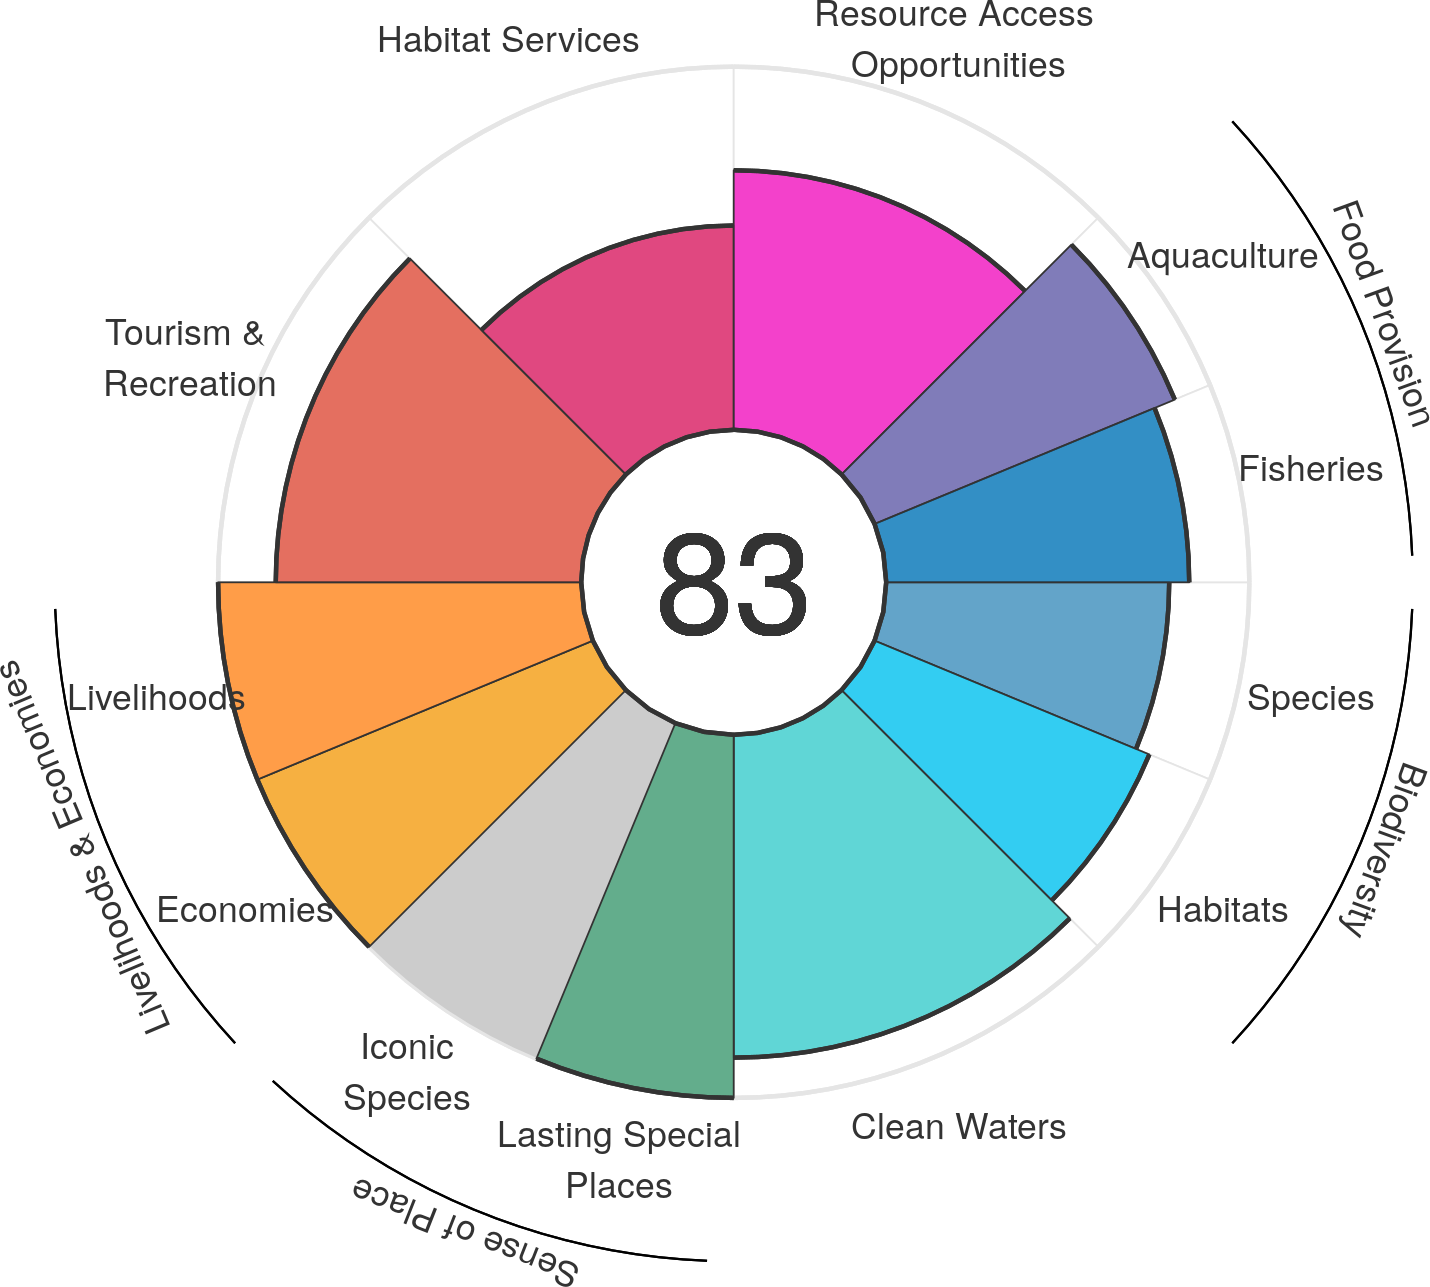 Resource Access
Opportunities
Habitat Services
Aquaculture
Food Provision
Tourism &
Recreation
Fisheries
83
Livelihoods
Species
Livelihoods & Economies
Biodiversity
Economies
Habitats
Iconic
Species
Lasting Special
Places
Clean Waters
Sense of Place